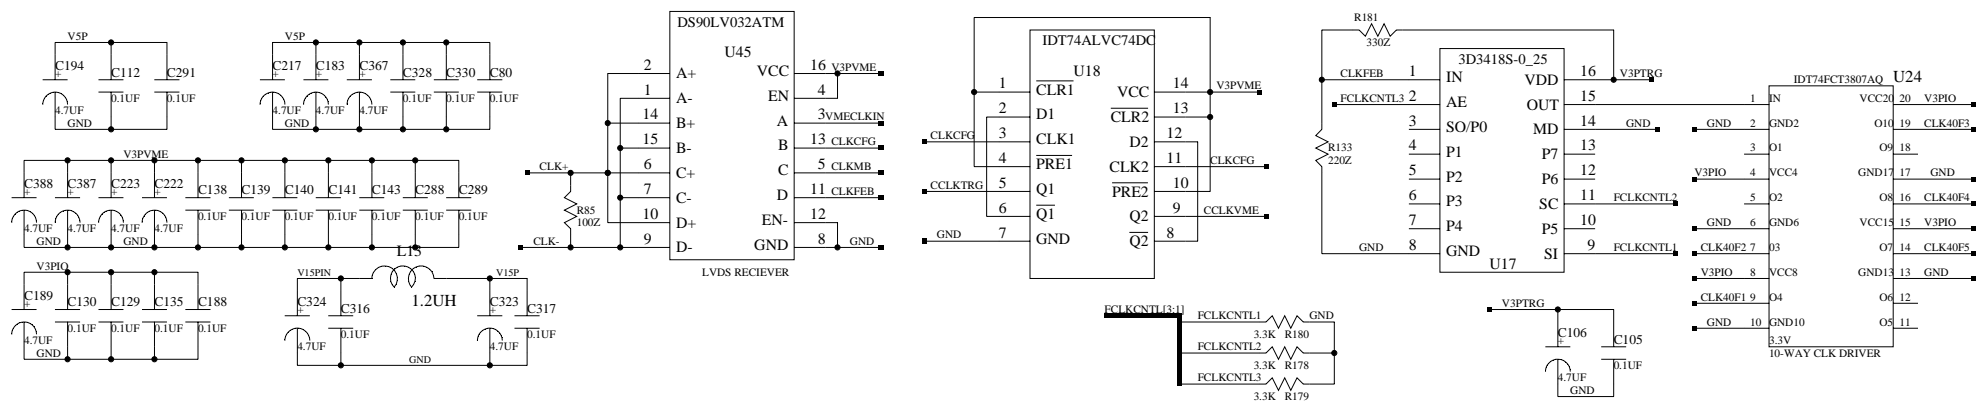 V5P
C194
+
4.7UF
C112
0.1UF
C291
0.1UF
GND
V5P
C217
+
4.7UF
C183
+
4.7UF
C367
+
4.7UF
C328
0.1UF
C330
0.1UF
C80
0.1UF
GND
V3PVME
C388
+
4.7UF
C387
+
4.7UF
C223
+
4.7UF
C222
+
4.7UF
C138
0.1UF
C139
0.1UF
C140
0.1UF
C141
0.1UF
C143
0.1UF
C288
0.1UF
C289
0.1UF
GND
GND
V3PIO
C189
+
4.7UF
C130
0.1UF
C129
0.1UF
C135
0.1UF
C188
0.1UF
GND
V15PIN
L13
1.2UH
V15P
C324
+
4.7UF
C316
0.1UF
C323
+
4.7UF
C317
0.1UF
GND
DS90LV032ATM
U45
CLK+
CLK-
R85
100Z
2 A+
1 A-
14 B+
15 B-
6 C+
7 C-
10 D+
9 D-
VCC 16 V3PVME
EN 4
A 3 VMECLKIN
B 13 CLKCFG
C 5 CLKMB
D 11 CLKFEB
EN- 12
GND 8 GND
LVDS RECIEVER
IDT74ALVC74DC
U18
1 CLR1
2 D1
CLKCFG 3 CLK1
4 PRE1
CCLKTRG 5 Q1
6 Q1
GND 7 GND
VCC 14 V3PVME
CLR2 13
D2 12
CLK2 11 CLKCFG
PRE2 10
Q2 9 CCLKVME
Q2 8
FCLKCNTL[3:1]
FCLKCNTL1 GND
3.3K R180
FCLKCNTL2
3.3K R178
FCLKCNTL3
3.3K R179
R181
330Z
R133
220Z
3D3418S-0_25
CLKFEB 1 IN
FCLKCNTL3 2 AE
3 SO/P0
4 P1
5 P2
6 P3
7 P4
GND 8 GND
VDD 16 V3PTRG
OUT 15
MD 14 GND
P7 13
P6 12
SC 11 FCLKCNTL2
P5 10
SI 9 FCLKCNTL1
U17
V3PTRG
C106
+
4.7UF
C105
0.1UF
GND
IDT74FCT3807AQ
U24
1 IN
GND 2 GND2
3 O1
V3PIO 4 VCC4
5 O2
GND 6 GND6
CLK40F2 7 03
V3PIO 8 VCC8
CLK40F1 9 O4
GND 10 GND10
VCC20 20 V3PIO
O10 19 CLK40F3
O9 18
GND17 17 GND
O8 16 CLK40F4
VCC15 15 V3PIO
O7 14 CLK40F5
GND13 13 GND
O6 12
O5 11
3.3V
10-WAY CLK DRIVER